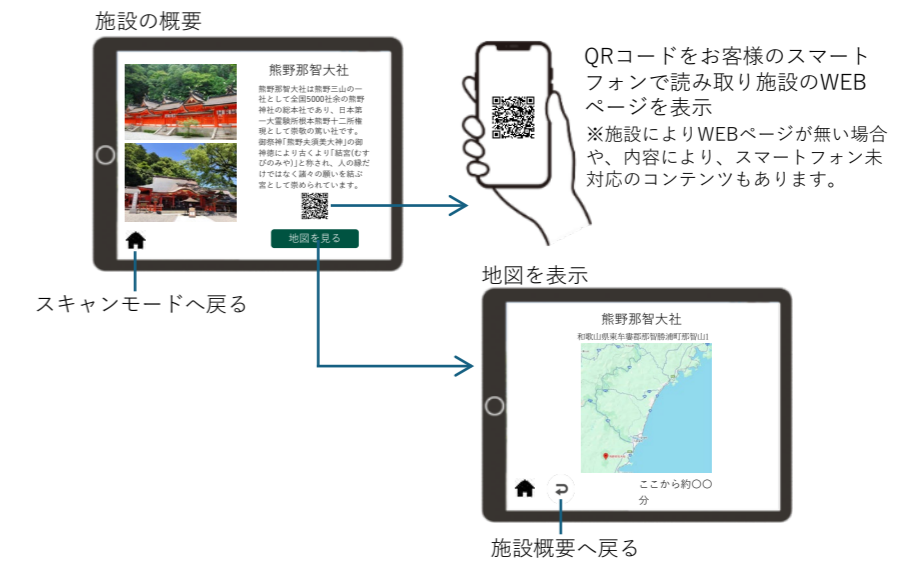 施設の概要
熊野那智大社
熊野那智大社は熊野三山の一
社として全国5000社余の熊野
神社の総本社であり、日本第
一大霊験所根本熊野十二所権
現として崇敬の篤い社です。
御祭神「熊野夫須美大神」の御
神徳により古くより「結宮(むす
びのみや)」と称され、人の縁だ
けではなく諸々の願いを結ぶ
宮として崇められています。
地図を見る
スキャンモードへ戻る
QRコードをお客様のスマート
フォンで読み取り施設のWEB
ページを表示
※施設によりWEBページが無い場合
や、内容により、スマートフォン未
対応のコンテンツもあります。
地図を表示
熊野那智大社
和歌山県東牟婁郡那智勝浦町那智山1
ここから約〇〇
分
施設概要へ戻る